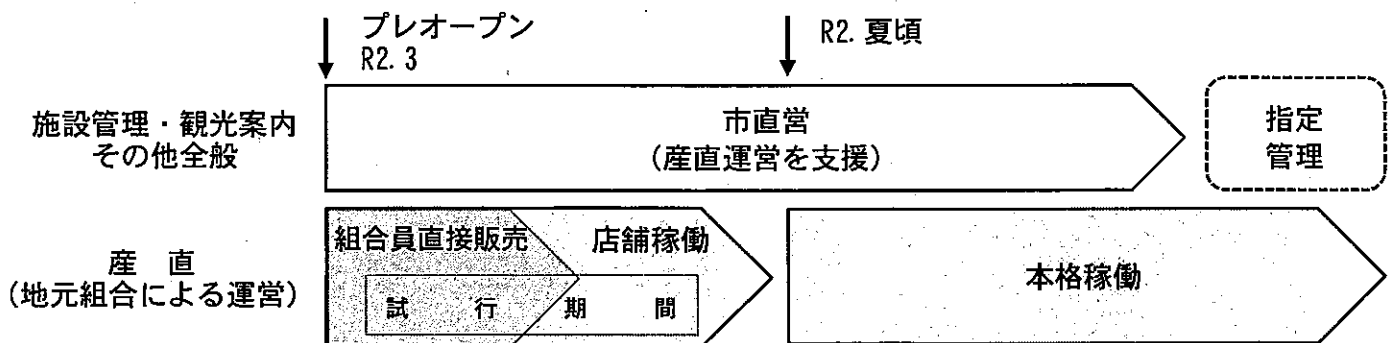 プレオープン
R2. 3
R2. 夏頃
施設管理・観光案内
その他全般
市直営
(産直運営を支援)
指定
管理
産　直
(地元組合による運営)
組合員直接販売
店舗稼働
試　行　期　間
本格稼働